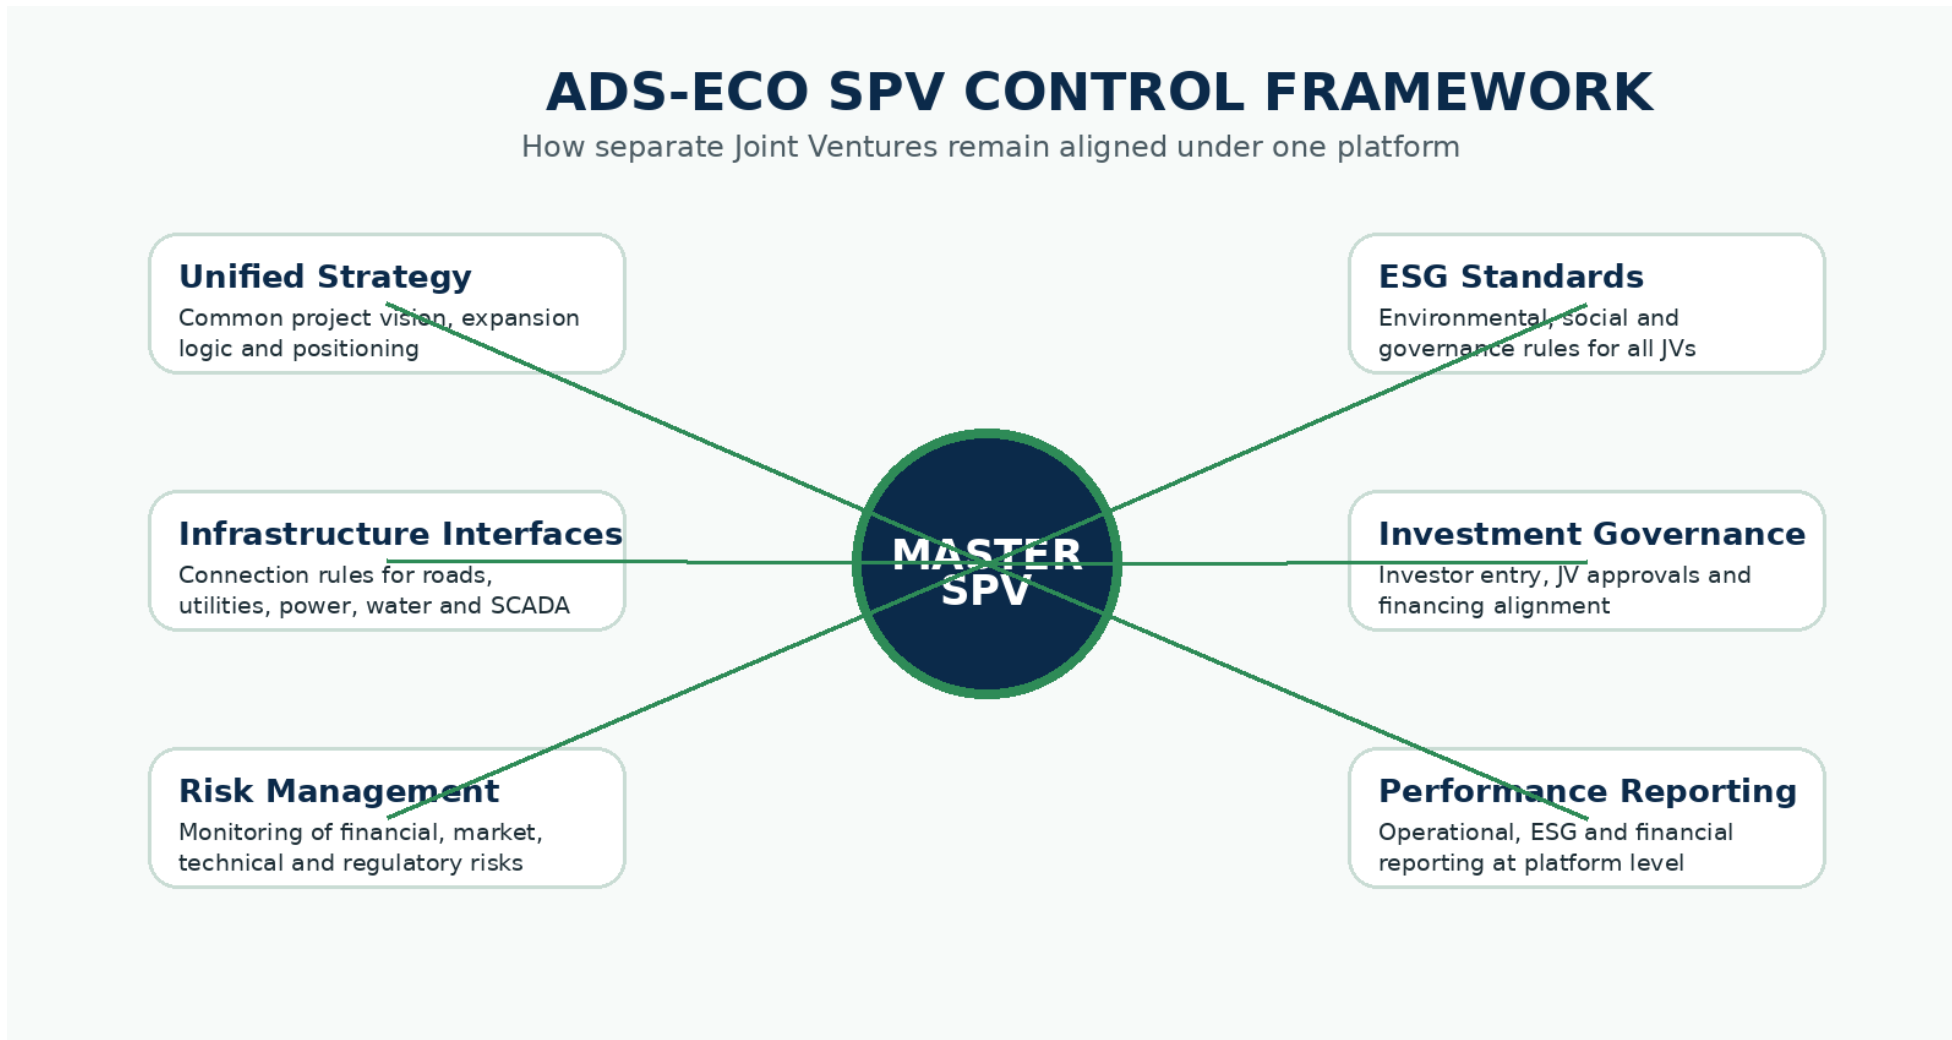 ADS-ECO SPV CONTROL FRAMEWORK
How separate Joint Ventures remain aligned under one platform
Unified Strategy
Common project vision, expansion
logic and positioning
ESG Standards
Environmental, social and
governance rules for all JVs
Infrastructure Interfaces
Connection rules for roads,
utilities, power, water and SCADA
MASTER
SPV
Investment Governance
Investor entry, JV approvals and
financing alignment
Risk Management
Monitoring of financial, market,
technical and regulatory risks
Performance Reporting
Operational, ESG and financial
reporting at platform level